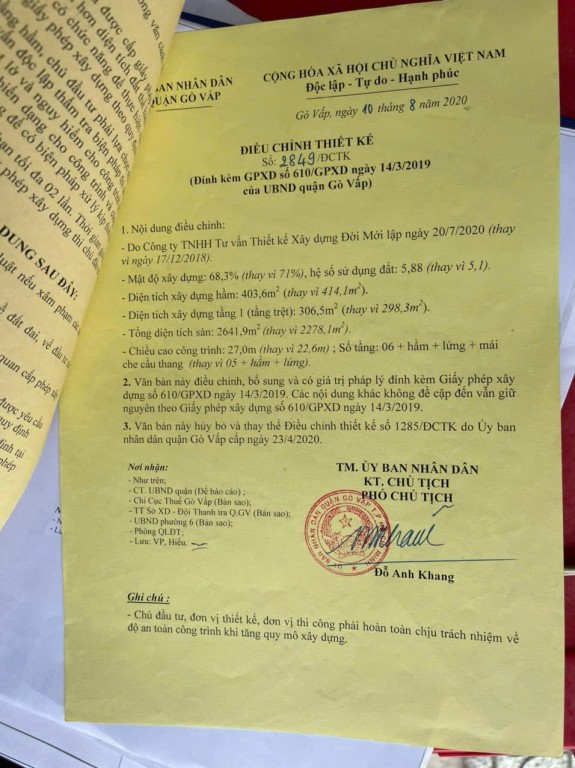 BAN NHÂN DÂN
QUẬN GÒ VẤP
CỘNG HÒA XÃ HỘI CHỦ NGHĨA VIỆT NAM
Độc lập - Tự do - Hạnh phúc
Gò Vấp, ngày 10 tháng 8 năm 2020
ĐIỀU CHỈNH THIẾT KẾ
Số: 2849/ĐCTK
(Đính kèm GPXD số 610/GPXD ngày 14/3/2019
của UBND quận Gò Vấp)
1. Nội dung điều chỉnh:
- Do Công ty TNHH Tư vấn Thiết kế Xây dựng Đời Mới lập ngày 20/7/2020 (thay
vì ngày 17/12/2018).
- Mật độ xây dựng: 68,3% (thay vì 71%), hệ số sử dụng đất: 5,88 (thay vì 5,1).
- Diện tích xây dựng hầm: 403,6m² (thay vì 414,1m²).
- Diện tích xây dựng tầng 1 (tầng trệt): 306,5m² (thay vì 298,3m²).
- Tổng diện tích sàn: 2641,9m² (thay vì 2278,1m²).
- Chiều cao công trình: 27,0m (thay vì 22,6m) ; Số tầng: 06 + hầm + lửng + mái
che cầu thang (thay vì 05 + hầm + lửng).
2. Văn bản này điều chỉnh, bổ sung và có giá trị pháp lý đính kèm Giấy phép xây
dựng số 610/GPXD ngày 14/3/2019. Các nội dung khác không đề cập đến vẫn giữ
nguyên theo Giấy phép xây dựng số 610/GPXD ngày 14/3/2019.
3. Văn bản này hủy bỏ và thay thế Điều chỉnh thiết kế số 1285/ĐCTK do Ủy ban
nhân dân quận Gò Vấp cấp ngày 23/4/2020.
Nơi nhận:
- Như trên;
- CT. UBND quận (Để báo cáo) ;
- Chi Cục Thuế Gò Vấp (Bản sao);
- TT Sở XD - Đội Thanh tra Q.GV (Bản sao);
- UBND phường 6 (Bản sao);
- Phòng QLĐT;
- Lưu: VP, Hiếu.
TM. ỦY BAN NHÂN DÂN
KT. CHỦ TỊCH
PHÓ CHỦ TỊCH
Đỗ Anh Khang
Ghi chú :
- Chủ đầu tư, đơn vị thiết kế, đơn vị thi công phải hoàn toàn chịu trách nhiệm về
độ an toàn công trình khi tăng quy mô xây dựng.